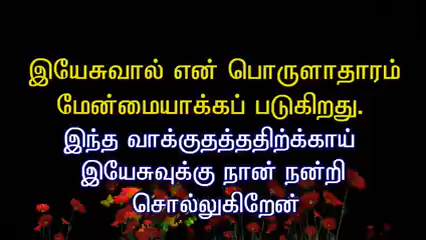 இயேசுவால் என் பொருளாதாரம்
மேன்மையாக்கப் படுகிறது.
இந்த வாக்குதத்ததிற்க்காய்
இயேசுவுக்கு நான் நன்றி
சொல்லுகிறேன்